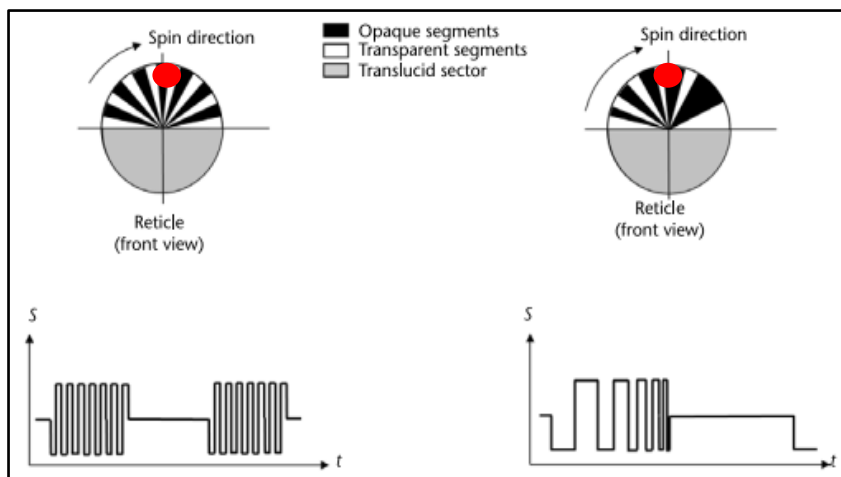 Spin direction
Opaque segments
Transparent segments
Translucid sector
Spin direction
Reticle
(front view)
Reticle
(front view)
S
t
S
t